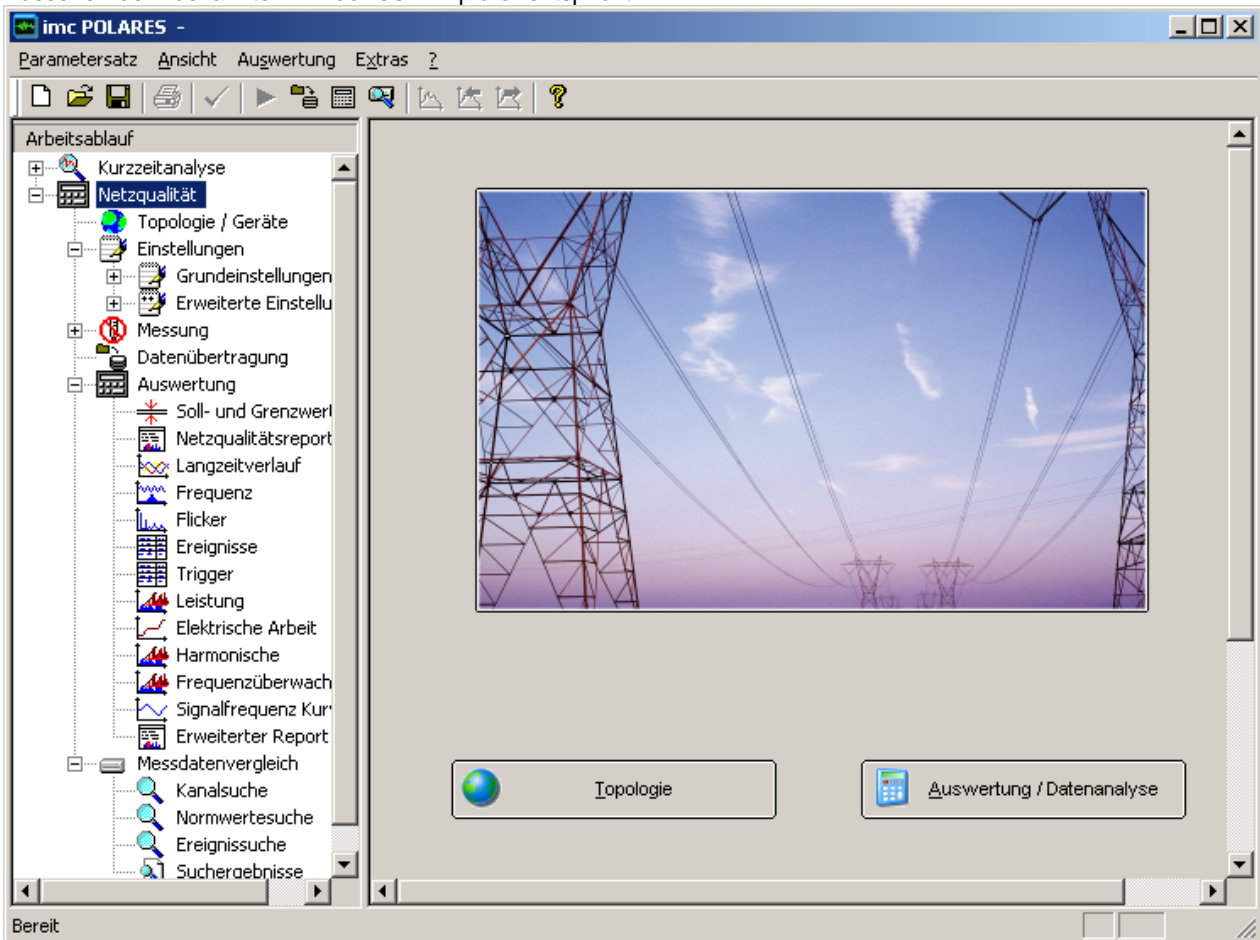 imc POLARES -
Parametersatz Ansicht Auswertung Extras ?
Arbeitsablauf
Kurzzeitanalyse
Netzqualität
Topologie / Geräte
Einstellungen
Grundeinstellungen
Erweiterte Einstellu
Messung
Datenübertragung
Auswertung
Soll- und Grenzwert
Netzqualitätsreport
Langzeitverlauf
Frequenz
Flicker
Ereignisse
Trigger
Leistung
Elektrische Arbeit
Harmonische
Frequenzüberwach
Signalfrequenz Kur
Erweiterter Report
Messdatenvergleich
Kanalsuche
Normwertesuche
Ereignissuche
Suchergebnisse
Topologie
Auswertung / Datenanalyse
Bereit